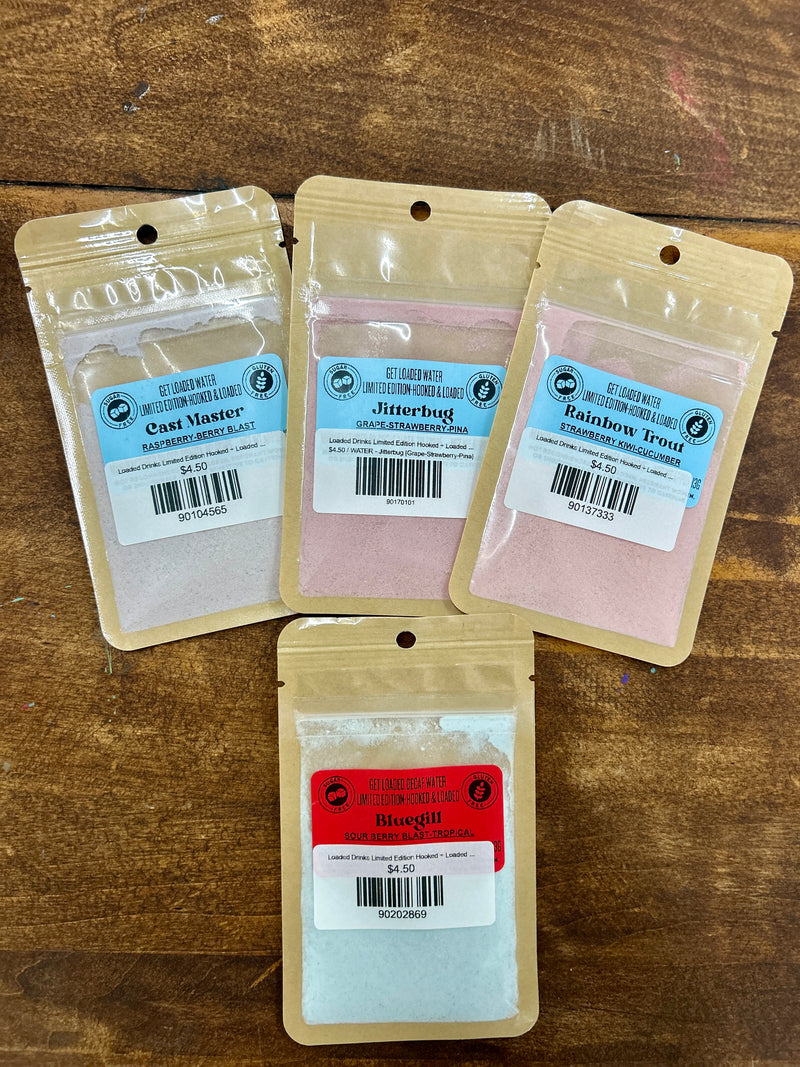 SUGAR FREE
GET LOADED WATER
LIMITED EDITION-HOOKED & LOADED
GLUTEN FREE
Cast Master
RASPBERRY-BERRY BLAST
Loaded Drinks Limited Edition Hooked + Loaded ...
$4.50
90104565
SUGAR FREE
GET LOADED WATER
LIMITED EDITION-HOOKED & LOADED
GLUTEN FREE
Jitterbug
GRAPE-STRAWBERRY-PINA
Loaded Drinks Limited Edition Hooked + Loaded ...
$4.50 / WATER - Jitterbug (Grape-Strawberry-Pina)
90170101
SUGAR FREE
GET LOADED WATER
LIMITED EDITION-HOOKED & LOADED
GLUTEN FREE
Rainbow Trout
STRAWBERRY KIWI-CUCUMBER
Loaded Drinks Limited Edition Hooked + Loaded ...
$4.50
90137333
SUGAR FREE
GET LOADED DECAF WATER
LIMITED EDITION-HOOKED & LOADED
GLUTEN FREE
Bluegill
SOUR BERRY BLAST-TROPICAL
Loaded Drinks Limited Edition Hooked + Loaded ...
$4.50
90202869